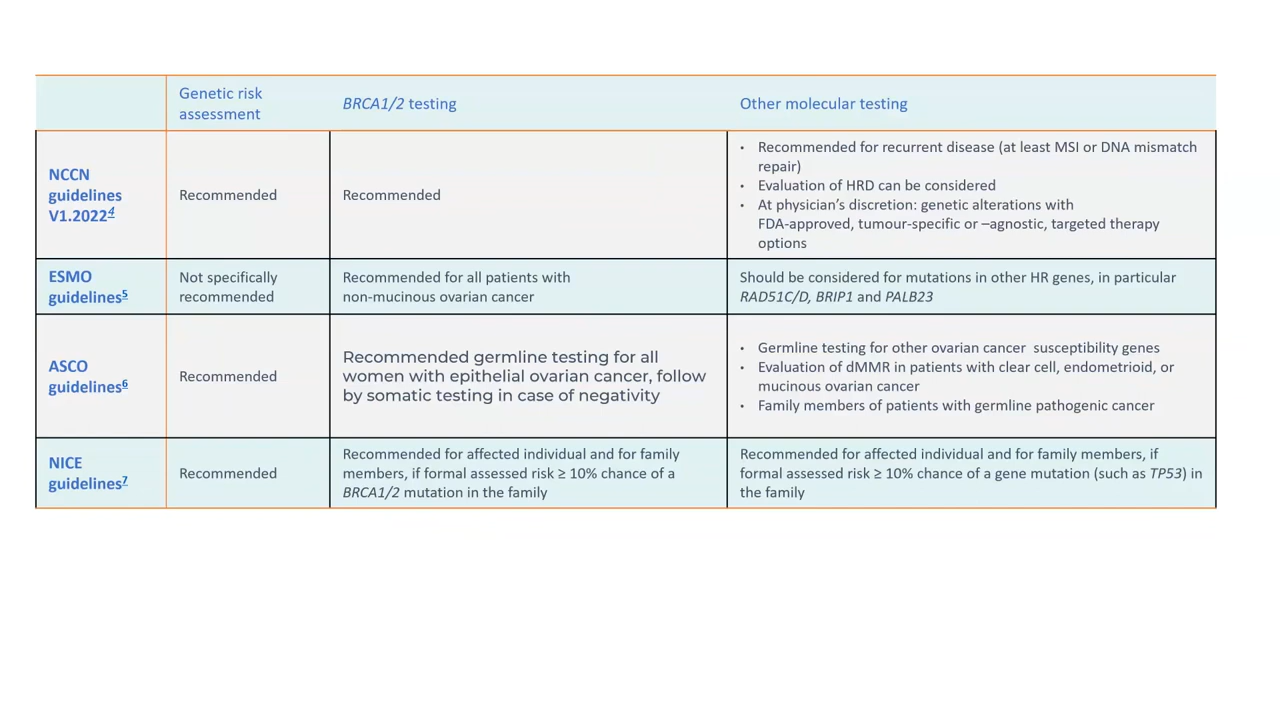 Genetic risk
assessment
BRCA1/2 testing
Other molecular testing
NCCN
guidelines
V1.20224
Recommended
Recommended
• Recommended for recurrent disease (at least MSI or DNA mismatch
repair)
• Evaluation of HRD can be considered
• At physician's discretion: genetic alterations with
FDA-approved, tumour-specific or –agnostic, targeted therapy
options
ESMO
guidelines5
Not specifically
recommended
Recommended for all patients with
non-mucinous ovarian cancer
Should be considered for mutations in other HR genes, in particular
RAD51C/D, BRIP1 and PALB23
ASCO
guidelines6
Recommended
Recommended germline testing for all
women with epithelial ovarian cancer, follow
by somatic testing in case of negativity
• Germline testing for other ovarian cancer susceptibility genes
• Evaluation of dMMR in patients with clear cell, endometrioid, or
mucinous ovarian cancer
• Family members of patients with germline pathogenic cancer
NICE
guidelines7
Recommended
Recommended for affected individual and for family
members, if formal assessed risk ≥ 10% chance of a
BRCA1/2 mutation in the family
Recommended for affected individual and for family members, if
formal assessed risk ≥ 10% chance of a gene mutation (such as TP53) in
the family